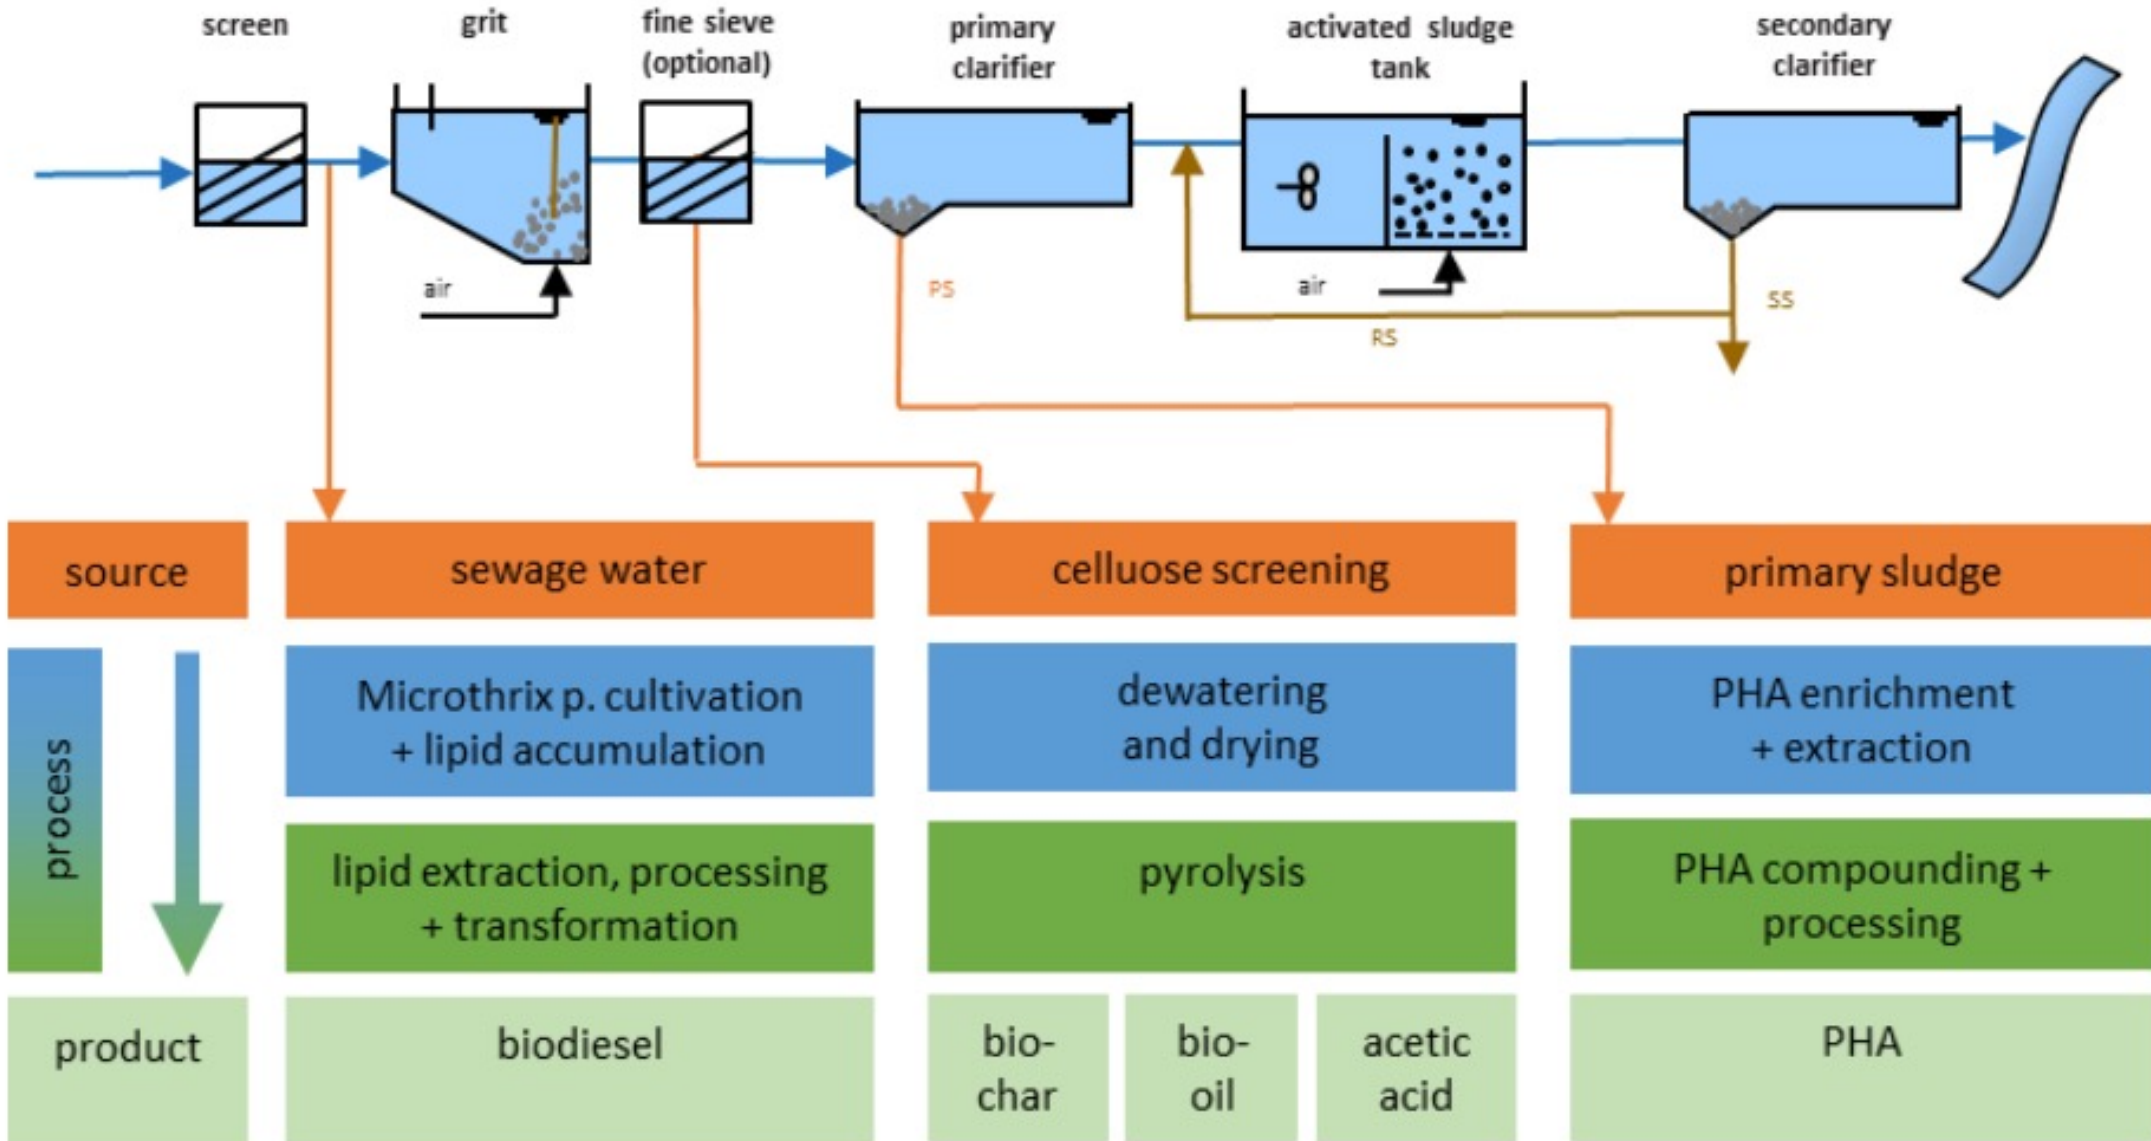 screen
grit
fine sieve
(optional)
primary
clarifier
activated sludge
tank
secondary
clarifier
air
PS
air
RS
SS
source
sewage water
celluose screening
primary sludge
process
Microthrix p. cultivation
+ lipid accumulation
dewatering
and drying
PHA enrichment
+ extraction
lipid extraction, processing
+ transformation
pyrolysis
PHA compounding +
processing
product
biodiesel
bio-
char
bio-
oil
acetic
acid
PHA